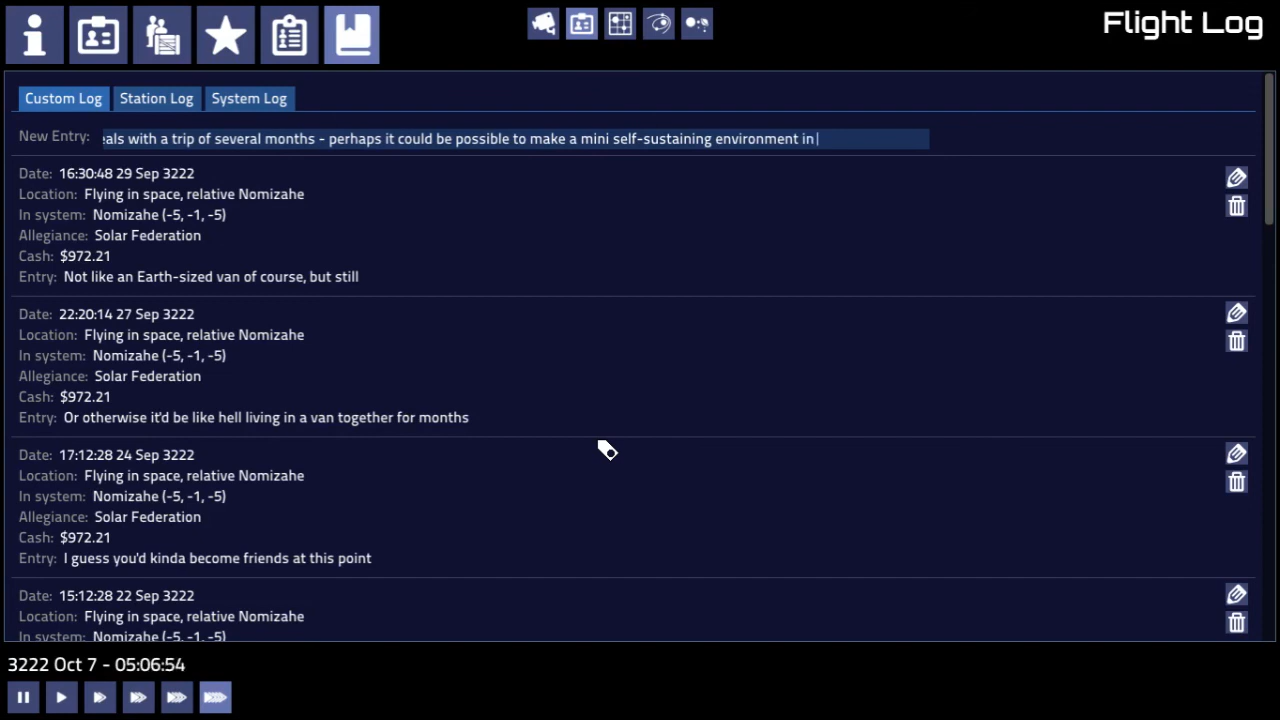 Flight Log
Custom Log Station Log System Log
New Entry: eals with a trip of several months - perhaps it could be possible to make a mini self-sustaining environment in
Date: 16:30:48 29 Sep 3222
Location: Flying in space, relative Nomizahe
In system: Nomizahe (-5, -1, -5)
Allegiance: Solar Federation
Cash: $972.21
Entry: Not like an Earth-sized van of course, but still
Date: 22:20:14 27 Sep 3222
Location: Flying in space, relative Nomizahe
In system: Nomizahe (-5, -1, -5)
Allegiance: Solar Federation
Cash: $972.21
Entry: Or otherwise it'd be like hell living in a van together for months
Date: 17:12:28 24 Sep 3222
Location: Flying in space, relative Nomizahe
In system: Nomizahe (-5, -1, -5)
Allegiance: Solar Federation
Cash: $972.21
Entry: I guess you'd kinda become friends at this point
Date: 15:12:28 22 Sep 3222
Location: Flying in space, relative Nomizahe
In system: Nomizahe (-5, -1, -5)
3222 Oct 7 - 05:06:54